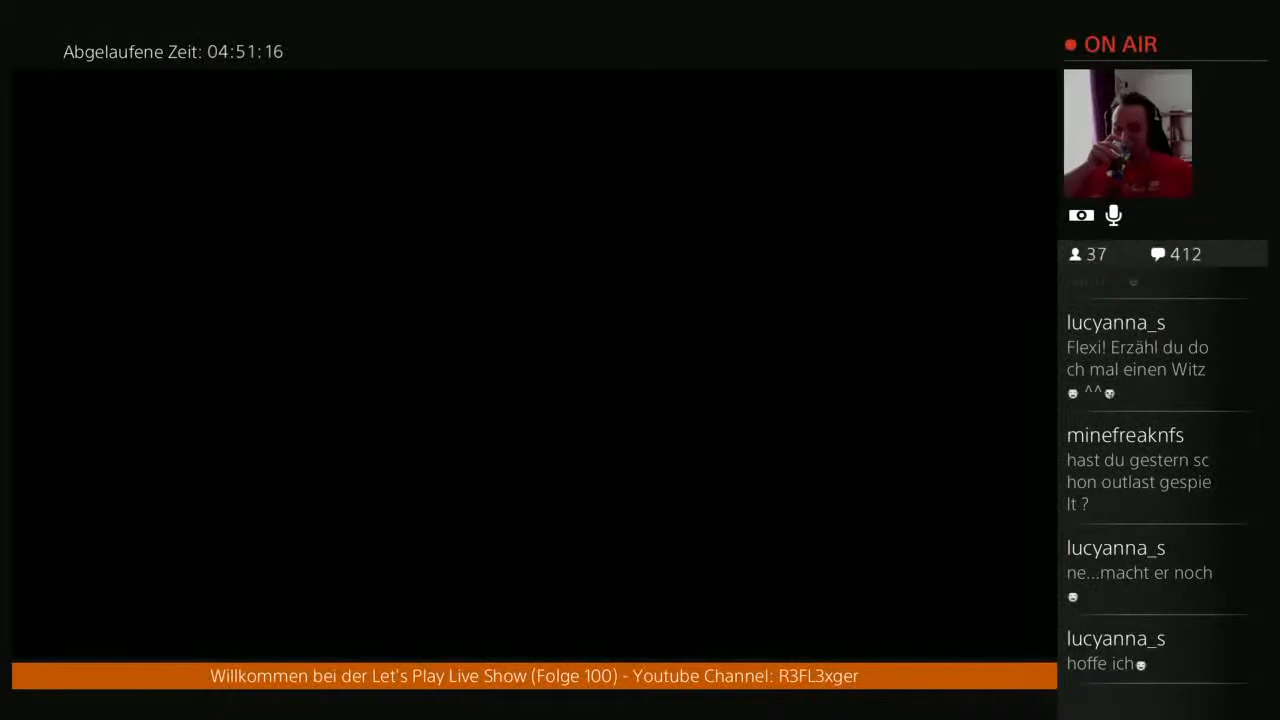 Abgelaufene Zeit: 04:51:16
ON AIR
37 412
lucyanna_s
Flexi! Erzähl du do
ch mal einen Witz
^^
minefreaknfs
hast du gestern sc
hon outlast gespie
lt ?
lucyanna_s
ne...macht er noch
lucyanna_s
hoffe ich
Willkommen bei der Let's Play Live Show (Folge 100) - Youtube Channel: R3FL3xger